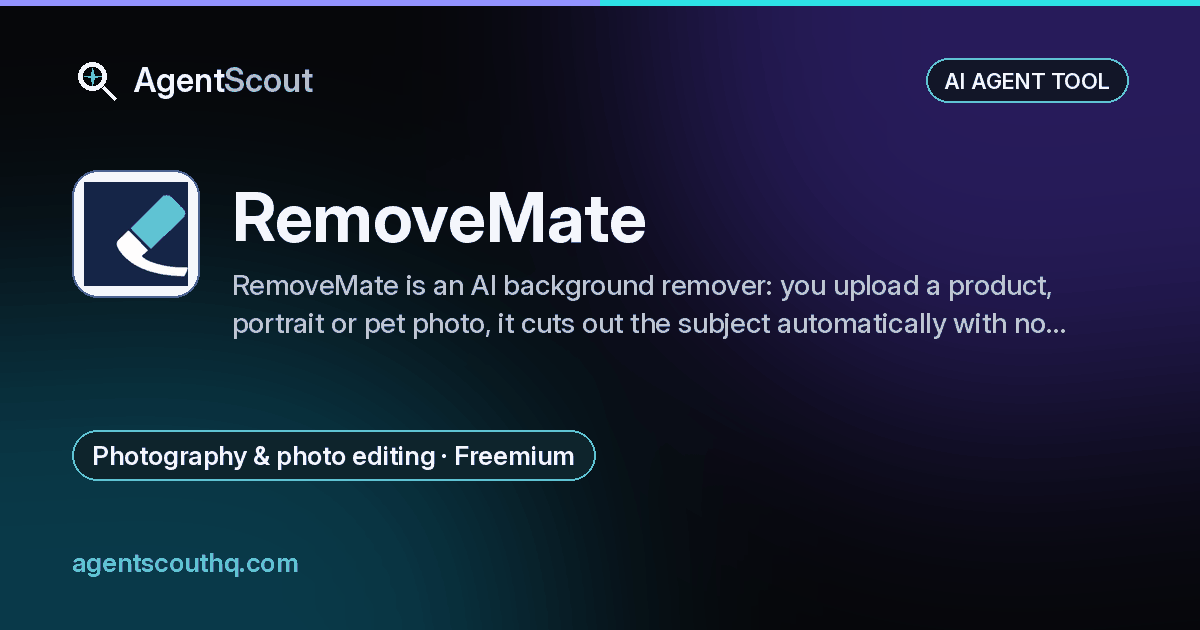 AgentScout
AI AGENT TOOL
RemoveMate
RemoveMate is an AI background remover: you upload a product,
portrait or pet photo, it cuts out the subject automatically with no...
Photography & photo editing · Freemium
agentscouthq.com